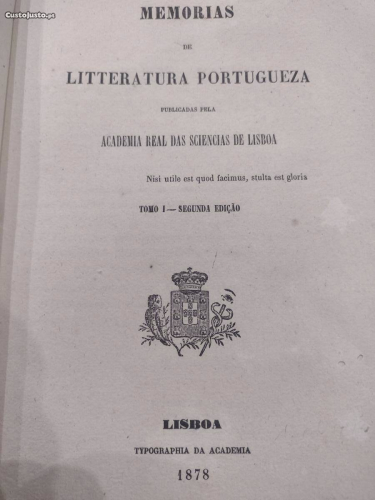 CustoJusto.pt
MEMORIAS
DE
LITTERATURA PORTUGUEZA
PUBLICADAS PELA
ACADEMIA REAL DAS SCIENCIAS DE LISBOA
Nisi utile est quod facimus, stulta est gloria
TOMO I — SEGUNDA EDIÇÃO
LISBOA
TYPOGRAPHIA DA ACADEMIA
1878